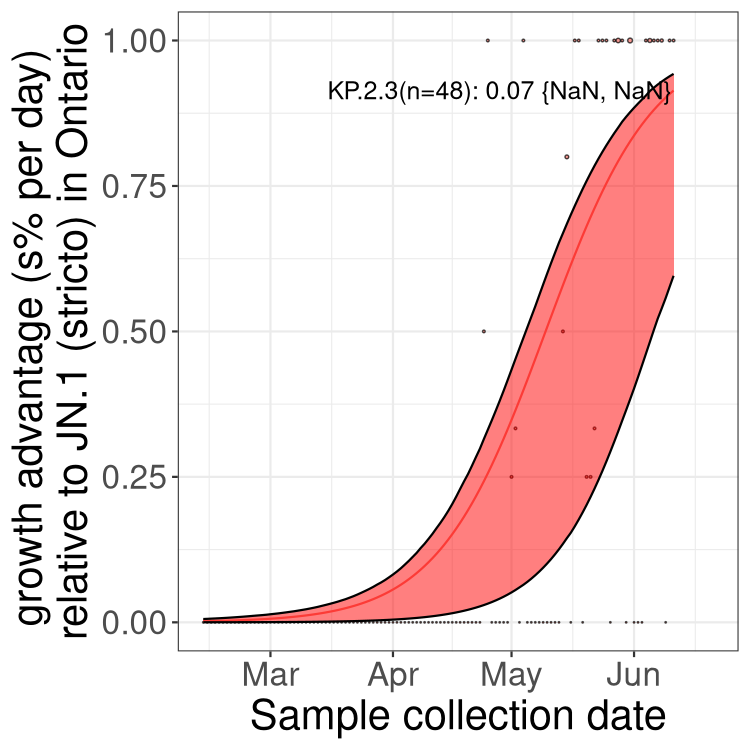 growth advantage (s% per day)
relative to JN.1 (stricto) in Ontario
1.00
0.75
0.50
0.25
0.00
KP.2.3(n=48): 0.07 {NaN, NaN}
Mar Apr May Jun
Sample collection date